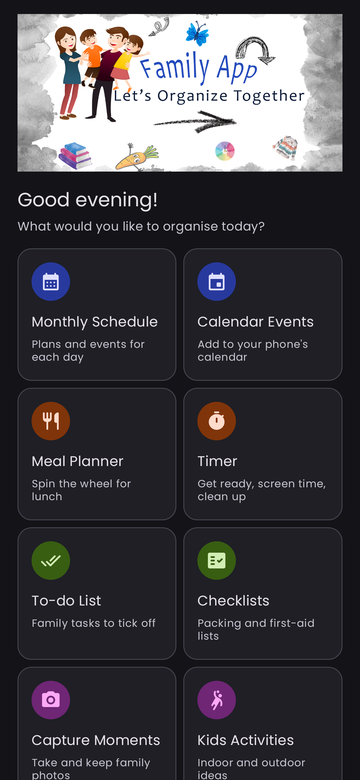 Family App
Let's Organize Together
Good evening!
What would you like to organise today?
Monthly Schedule
Plans and events for
each day
Calendar Events
Add to your phone's
calendar
Meal Planner
Spin the wheel for
lunch
Timer
Get ready, screen time,
clean up
To-do List
Family tasks to tick off
Checklists
Packing and first-aid
lists
Capture Moments
Take and keep family
photos
Kids Activities
Indoor and outdoor
ideas